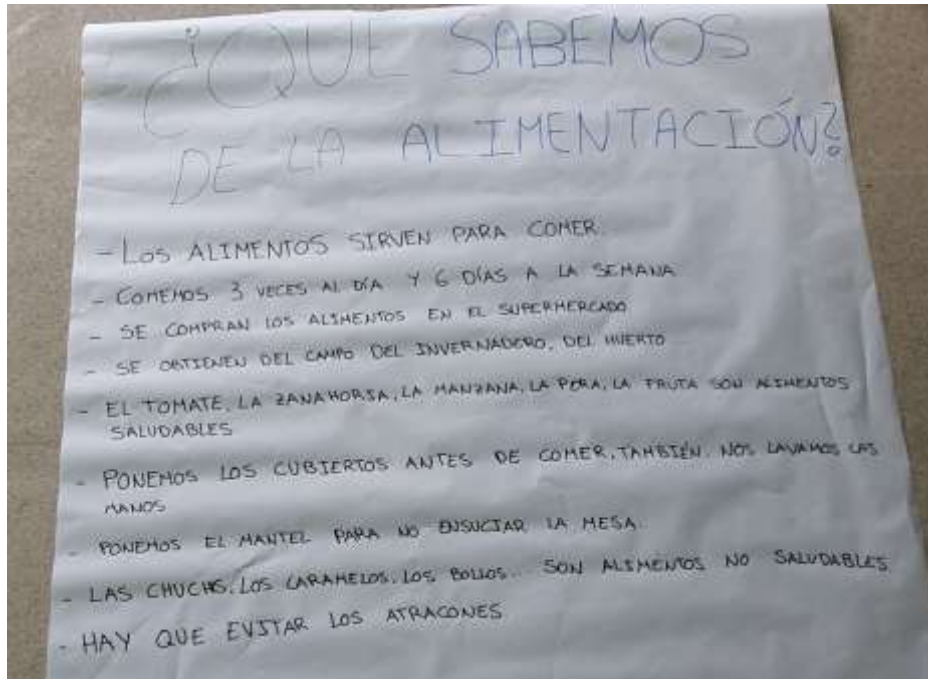 ¿QUE SABEMOS
DE LA ALIMENTACIÓN?
- LOS ALIMENTOS SIRVEN PARA COMER.
- COMEMOS 3 VECES AL DÍA Y 6 DÍAS A LA SEMANA
- SE COMPRAN LOS ALIMENTOS EN EL SUPERMERCADO
- SE OBTIENEN DEL CAMPO DEL INVERNADERO, DEL HUERTO
- EL TOMATE, LA ZANAHORIA, LA MANZANA, LA PERA, LA FRUTA SON ALIMENTOS
SALUDABLES
- PONEMOS LOS CUBIERTOS ANTES DE COMER, TAMBIÉN NOS LAVAMOS LAS
MANOS
- PONEMOS EL MANTEL PARA NO ENSUCIAR LA MESA.
- LAS CHUCHS, LOS CARAMELOS, LOS BOLLOS.. SON ALIMENTOS NO SALUDABLES
- HAY QUE EVITAR LOS ATRACONES